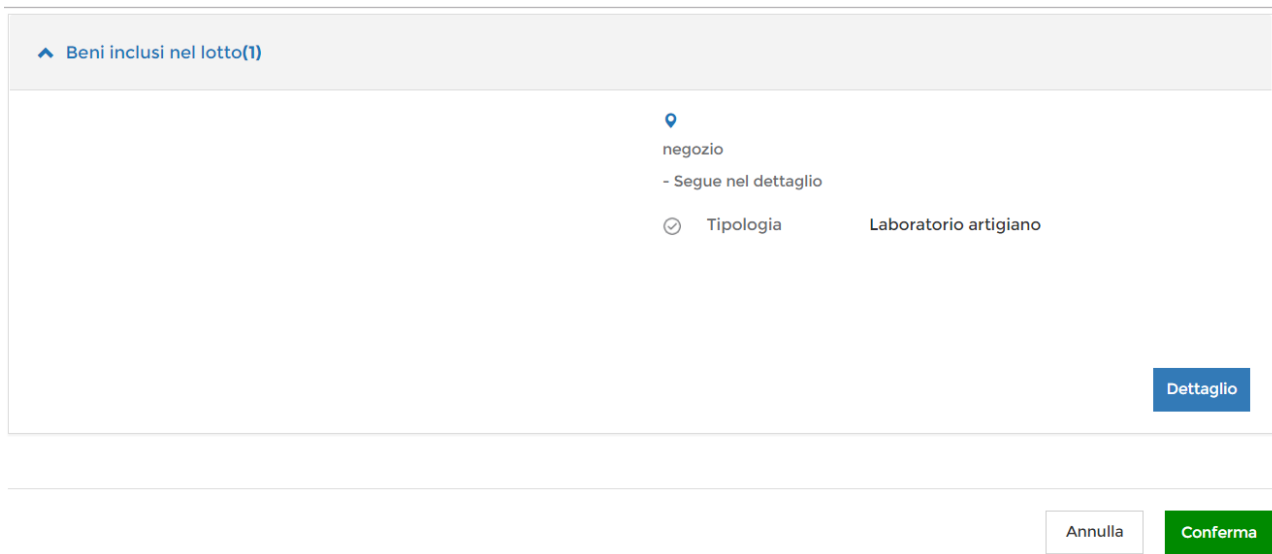 Beni inclusi nel lotto(1)
negozio
- Segue nel dettaglio
Tipologia Laboratorio artigiano
Dettaglio
Annulla Conferma